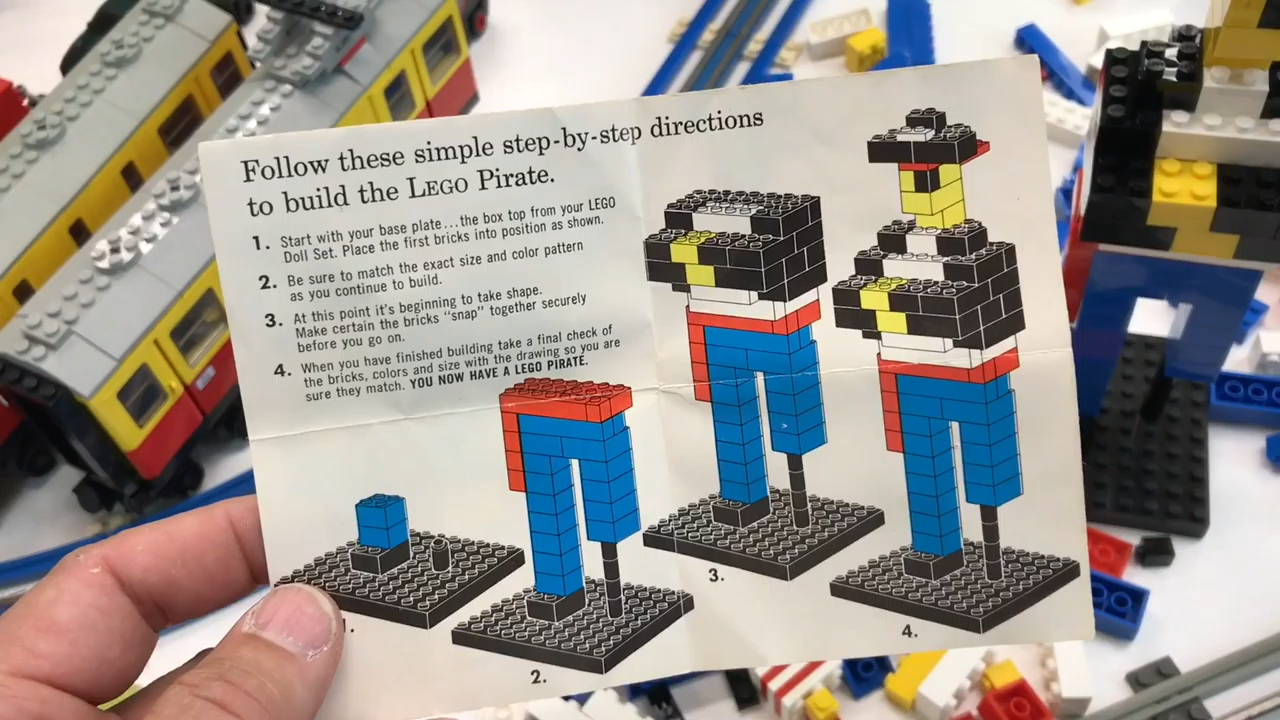 Follow these simple step-by-step directions
to build the LEGO Pirate.
1. Start with your base plate...the box top from your LEGO
Doll Set. Place the first bricks into position as shown.
2. Be sure to match the exact size and color pattern
as you continue to build.
3. At this point it's beginning to take shape.
Make certain the bricks "snap" together securely
before you go on.
4. When you have finished building take a final check of
the bricks, colors and size with the drawing so you are
sure they match. YOU NOW HAVE A LEGO PIRATE.
1.
2.
3.
4.